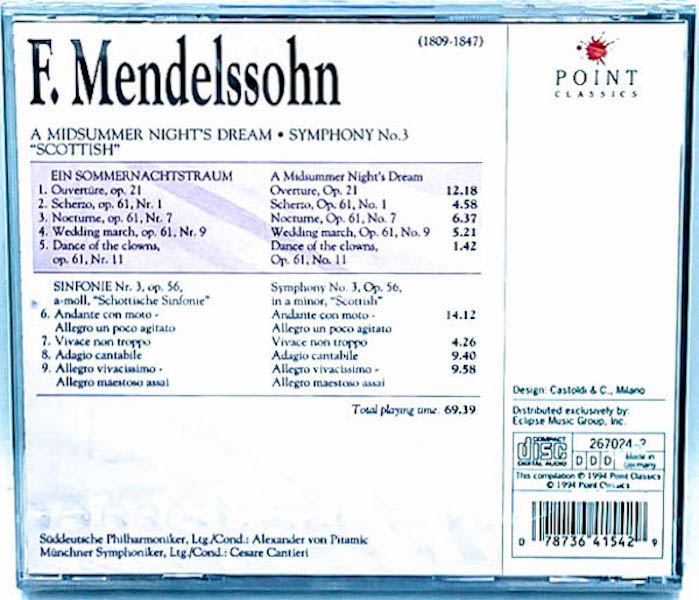 F. Mendelssohn
(1809-1847)
POINT
CLASSICS
A MIDSUMMER NIGHT'S DREAM • SYMPHONY No.3
"SCOTTISH"
EIN SOMMERNACHTSTRAUM
1. Ouvertüre, op. 21
2. Scherzo, op. 61, Nr. 1
3. Nocturne, op. 61, Nr. 7
4. Wedding march, op. 61, Nr. 9
5. Dance of the clowns,
op. 61, Nr. 11
A Midsummer Night's Dream
Overture, Op. 21 12.18
Scherzo, Op. 61, No. 1 4.58
Nocturne, Op. 61, No. 7 6.37
Wedding march, Op. 61, No. 9 5.21
Dance of the clowns, 1.42
Op. 61, No. 11
SINFONIE Nr. 3, op. 56,
a-moll, "Schottische Sinfonie"
6. Andante con moto -
Allegro un poco agitato
7. Vivace non troppo
8. Adagio cantabile
9. Allegro vivacissimo -
Allegro maestoso assai
Symphony No. 3, Op. 56,
in a minor, "Scottish"
Andante con moto - 14.12
Allegro un poco agitato
Vivace non troppo 4.26
Adagio cantabile 9.40
Allegro vivacissimo - 9.58
Allegro maestoso assai
Total playing time: 69.39
Design: Castoldi & C., Milano
Distributed exclusively by:
Eclipse Music Group, Inc.
COMPACT
disc
DIGITAL AUDIO
267024-2
D D D
Made in
Germany
This compilation ℗ 1994 Point Classics
© 1994 Point Classics
0 78736 41542 9
Süddeutsche Philharmoniker, Ltg./Cond.: Alexander von Pitamic
Münchner Symphoniker, Ltg./Cond.: Cesare Cantieri